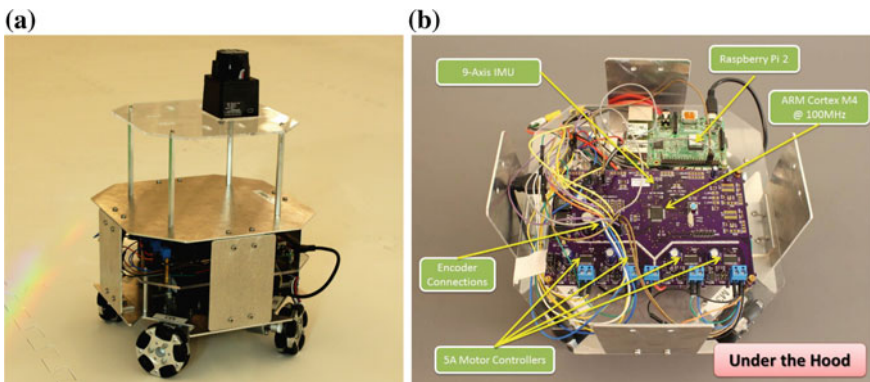 (a)
(b)
9-Axis IMU
Raspberry Pi 2
ARM Cortex M4
@ 100MHz
Encoder
Connections
5A Motor Controllers
Under the Hood